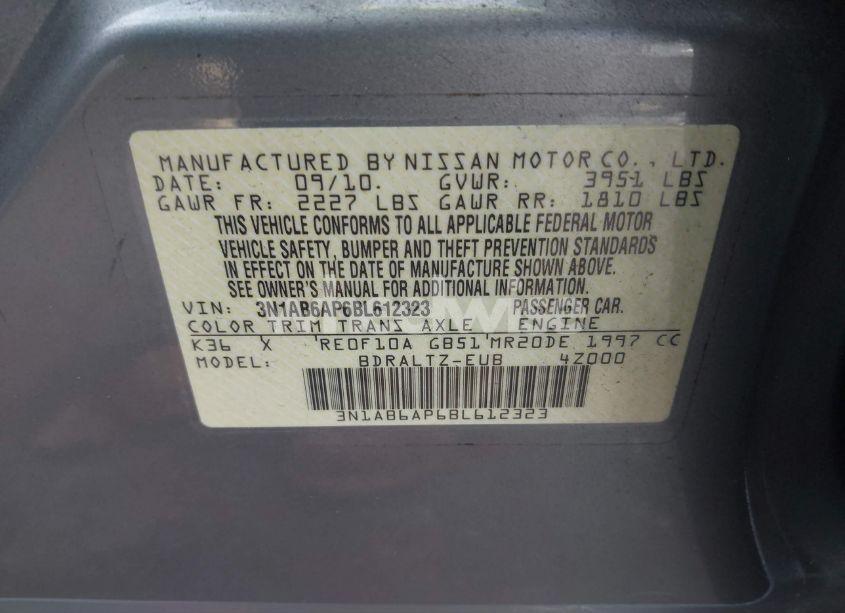 MANUFACTURED BY NISSAN MOTOR CO., LTD.
DATE: 09/10. GVWR: 3951 LBS
GAWR FR: 2227 LBS GAWR RR: 1810 LBS
THIS VEHICLE CONFORMS TO ALL APPLICABLE FEDERAL MOTOR
VEHICLE SAFETY, BUMPER AND THEFT PREVENTION STANDARDS
IN EFFECT ON THE DATE OF MANUFACTURE SHOWN ABOVE.
SEE OWNER'S MANUAL FOR ADDITIONAL INFORMATION.
VIN: 3N1AB6AP6BL612323 PASSENGER CAR.
COLOR TRIM TRANS AXLE ENGINE
K36 X RE0F10A GB51 MR20DE 1997 CC
MODEL: BDRALTZ-EUB 4Z000
3N1AB6AP6BL612323